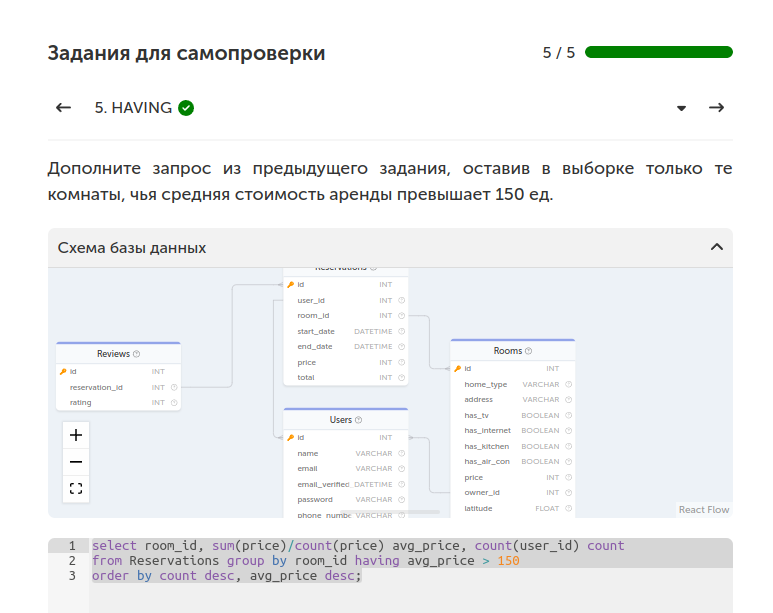 Задания для самопроверки
5 / 5
5. HAVING
Дополните запрос из предыдущего задания, оставив в выборке только те
комнаты, чья средняя стоимость аренды превышает 150 ед.
Схема базы данных
Reservations
id INT
user_id INT
room_id INT
start_date DATETIME
end_date DATETIME
price INT
total INT
Reviews
id INT
reservation_id INT
rating INT
Users
id INT
name VARCHAR
email VARCHAR
email_verified_ DATETIME
password VARCHAR
phone_numbe VARCHAR
Rooms
id INT
home_type VARCHAR
address VARCHAR
has_tv BOOLEAN
has_internet BOOLEAN
has_kitchen BOOLEAN
has_air_con BOOLEAN
price INT
owner_id INT
latitude FLOAT
React Flow
1 select room_id, sum(price)/count(price) avg_price, count(user_id) count
2 from Reservations group by room_id having avg_price > 150
3 order by count desc, avg_price desc;